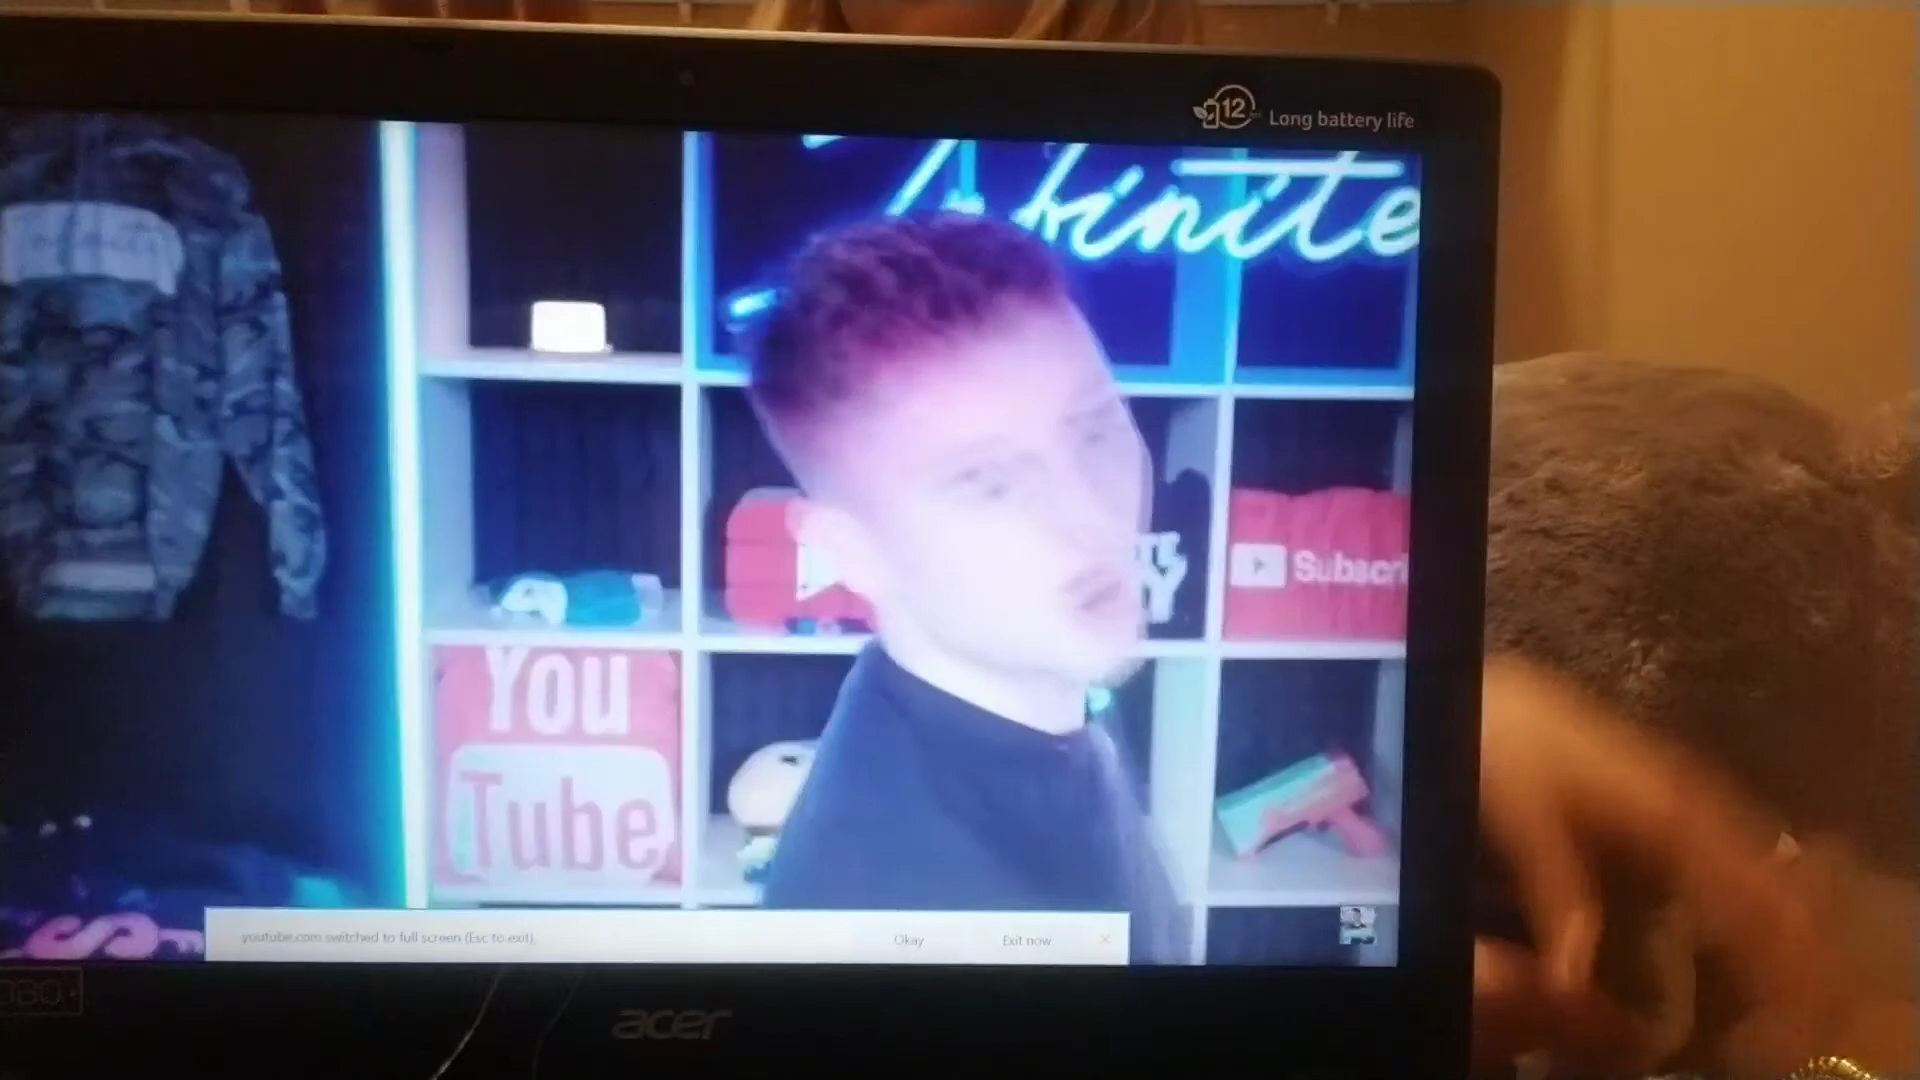 12
Long battery life
Infinite
Subscri
You
Tube
youtube.com switched to full screen (Esc to exit)
Okay
Exit now
acer